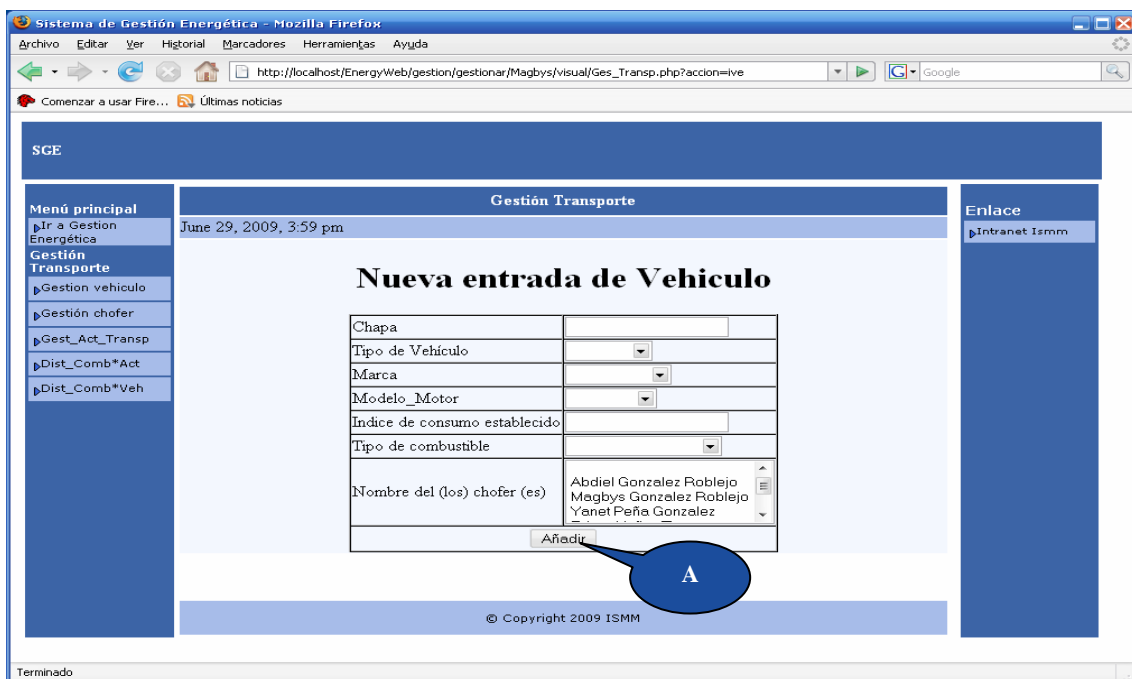 Sistema de Gestión Energética - Mozilla Firefox
Archivo Editar Ver Historial Marcadores Herramientas Ayuda
http://localhost/EnergyWeb/gestion/gestionar/Magbys/visual/Ges_Transp.php?accion=ive
Google
Comenzar a usar Fire... Últimas noticias
SGE
Menú principal
Ir a Gestion
Energética
Gestión
Transporte
Gestion vehiculo
Gestión chofer
Gest_Act_Transp
Dist_Comb*Act
Dist_Comb*Veh
Gestión Transporte
June 29, 2009, 3:59 pm
Nueva entrada de Vehiculo
Chapa
Tipo de Vehículo
Marca
Modelo_Motor
Indice de consumo establecido
Tipo de combustible
Nombre del (los) chofer (es)
Abdiel Gonzalez Roblejo
Magbys Gonzalez Roblejo
Yanet Peña Gonzalez
Añadir
A
Enlace
Intranet Ismm
© Copyright 2009 ISMM
Terminado